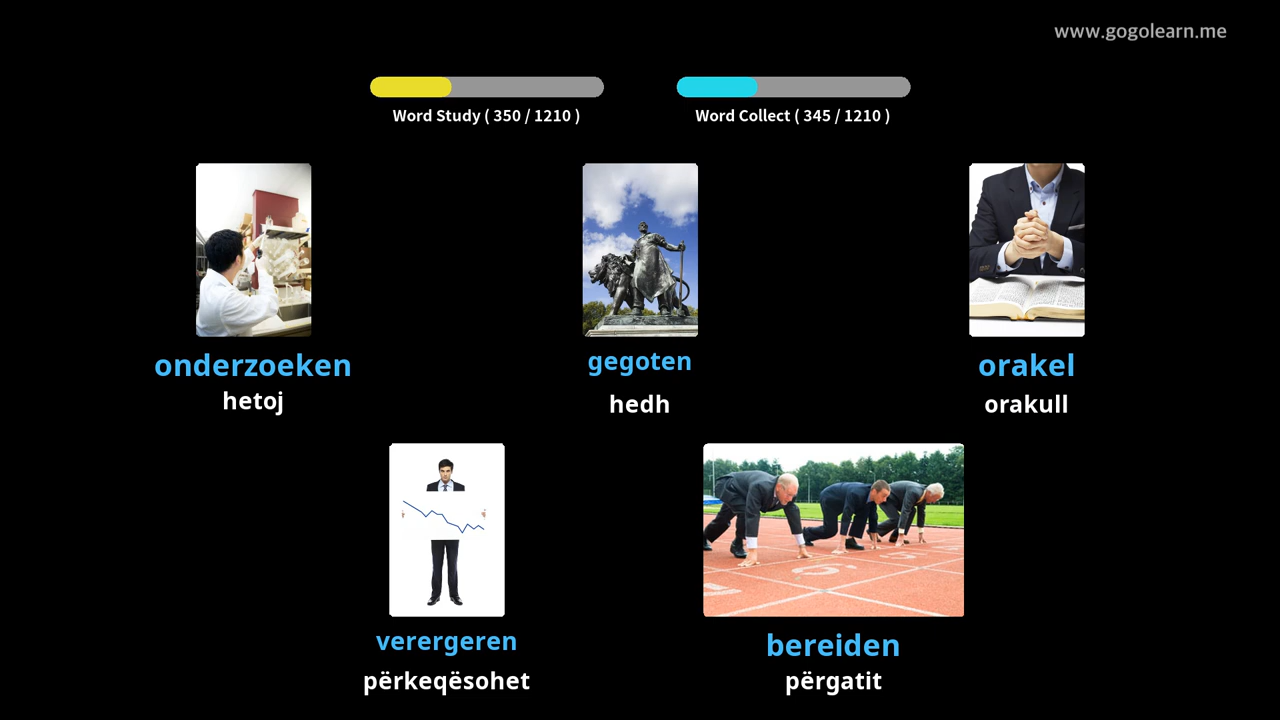 www.gogolearn.me
Word Study ( 350 / 1210 )
Word Collect ( 345 / 1210 )
onderzoeken
hetoj
gegoten
hedh
orakel
orakull
verergeren
përkeqësohet
bereiden
përgatit